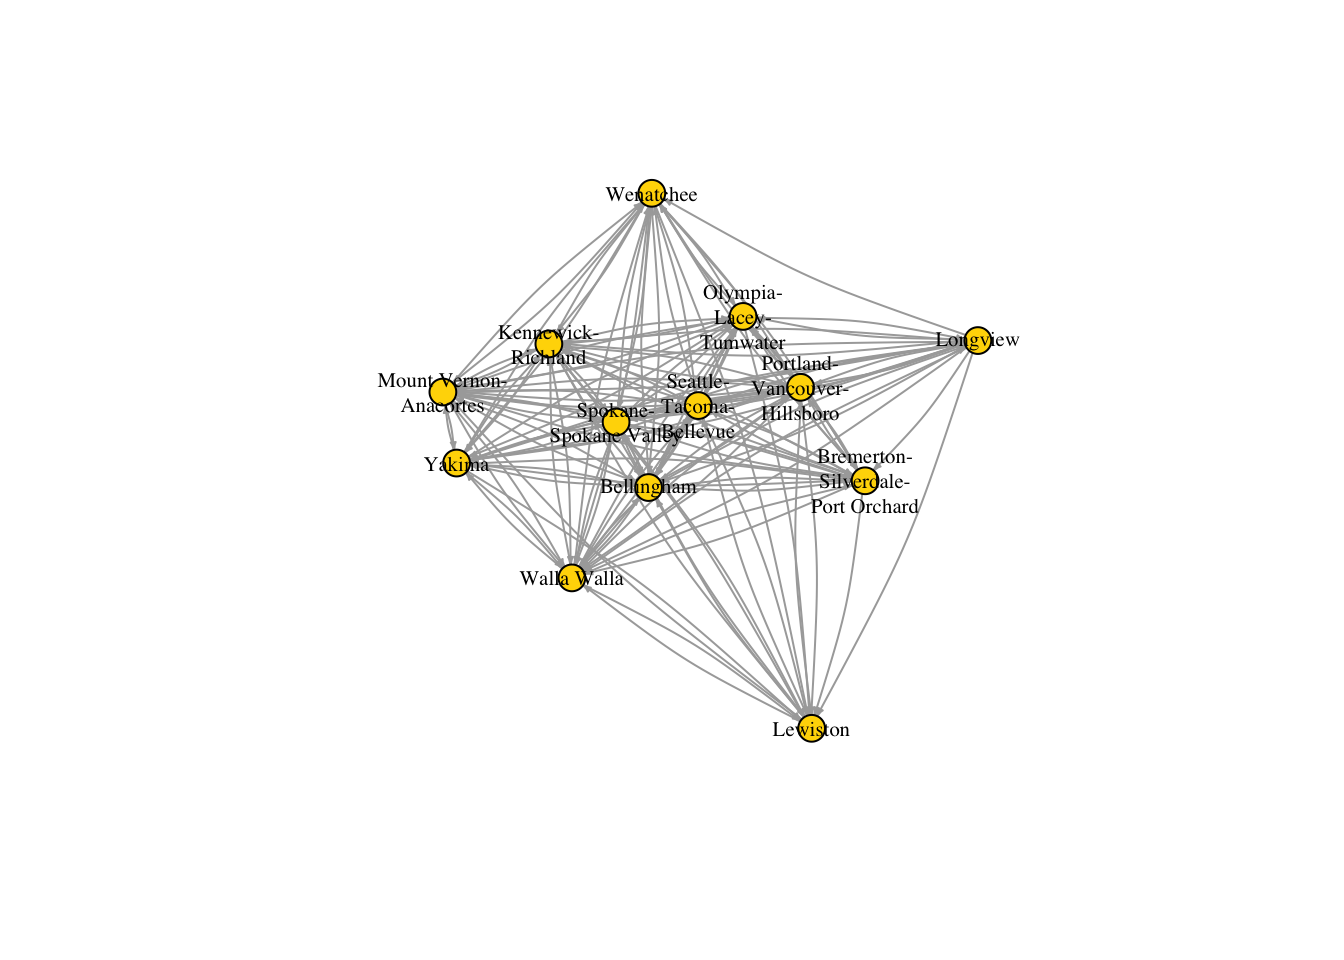 Wenatchee
Olympia-
Lacey-
Tumwater
Kennewick-
Richland
Longview
Portland-
Vancouver-
Hillsboro
Mount Vernon-
Anacortes
Seattle-
Tacoma-
Bellevue
Spokane-
Spokane Valley
Yakima
Bremerton-
Silverdale-
Port Orchard
Bellingham
Walla Walla
Lewiston